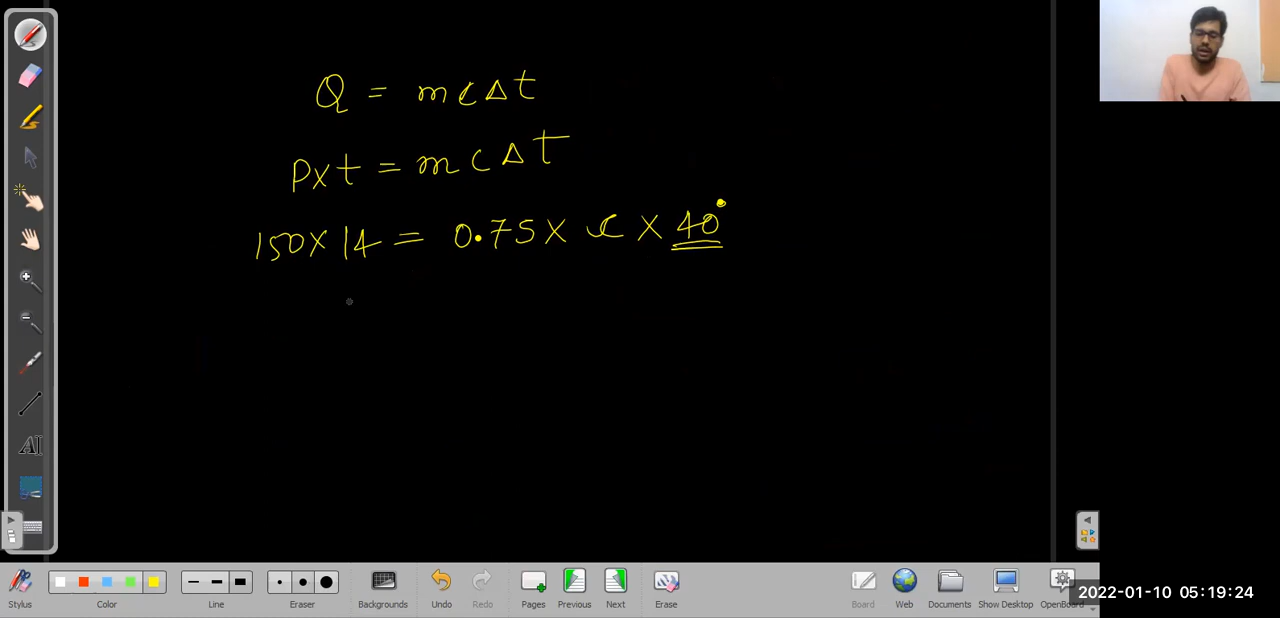 Q = mcΔt
P×t = mcΔt
150×14 = 0.75× c × 40°
AI
Stylus
Color
Line
Eraser
Backgrounds
Undo
Redo
Pages
Previous
Next
Erase
Board
Web
Documents
Show Desktop
OpenBoard
2022-01-10 05:19:24